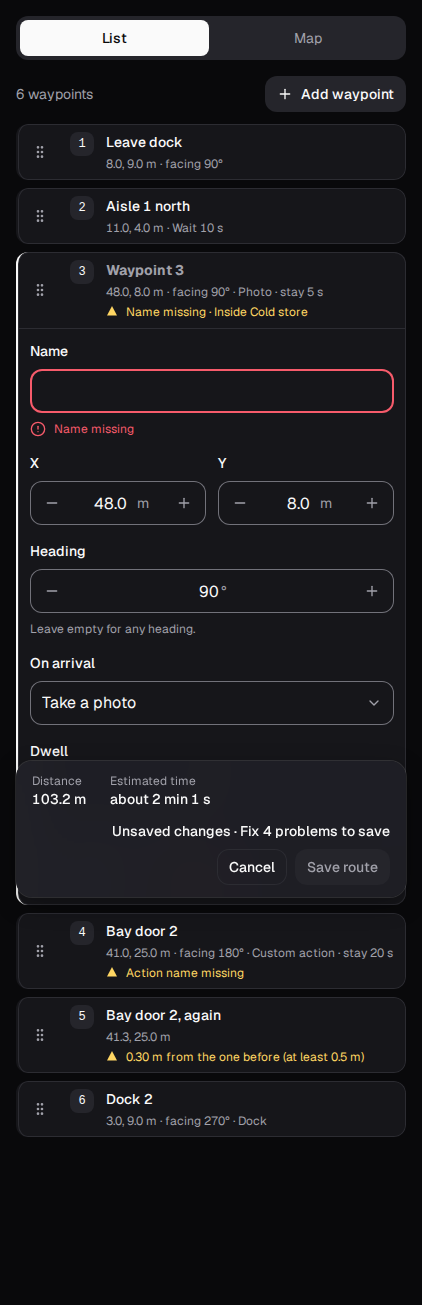 List
Map
6 waypoints
+ Add waypoint
1
Leave dock
8.0, 9.0 m · facing 90°
2
Aisle 1 north
11.0, 4.0 m · Wait 10 s
3
Waypoint 3
48.0, 8.0 m · facing 90° · Photo · stay 5 s
Name missing · Inside Cold store
Name
Name missing
X
Y
− 48.0 m +
− 8.0 m +
Heading
− 90° +
Leave empty for any heading.
On arrival
Take a photo
Dwell
Distance
Estimated time
103.2 m
about 2 min 1 s
Unsaved changes · Fix 4 problems to save
Cancel
Save route
4
Bay door 2
41.0, 25.0 m · facing 180° · Custom action · stay 20 s
Action name missing
5
Bay door 2, again
41.3, 25.0 m
0.30 m from the one before (at least 0.5 m)
6
Dock 2
3.0, 9.0 m · facing 270° · Dock